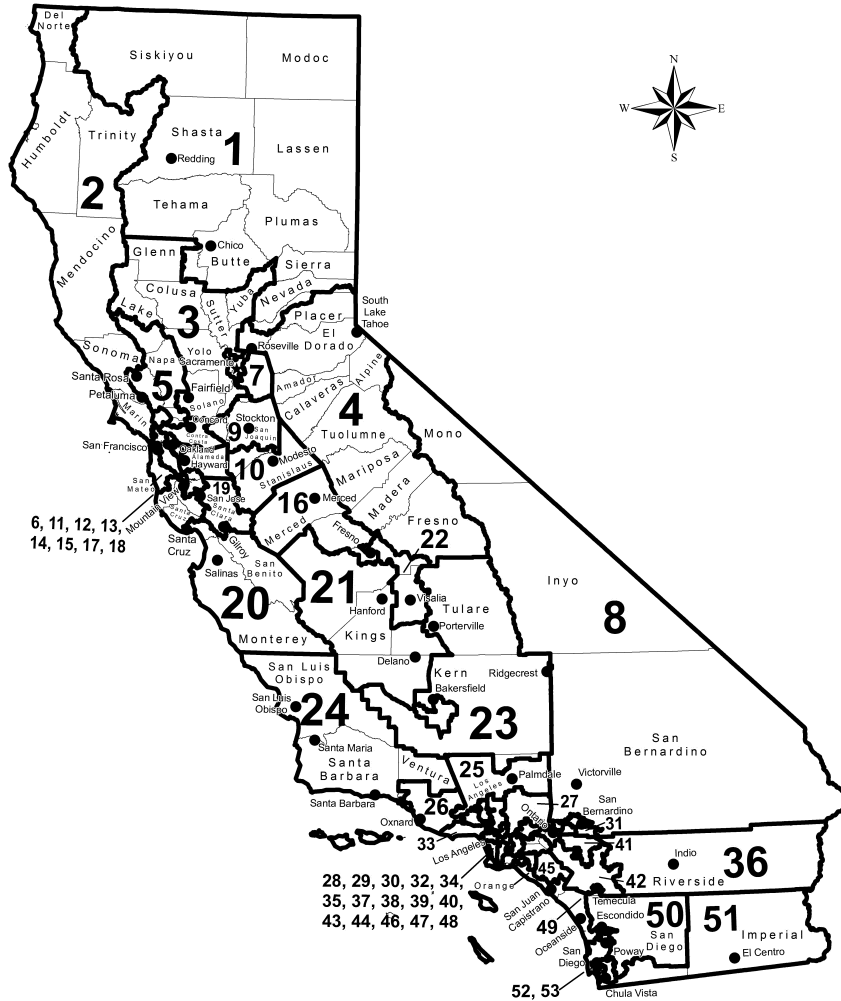 Del
Norte
Siskiyou
Modoc
N
W
E
S
Humboldt
Trinity
Shasta
1
Lassen
Redding
2
Tehama
Plumas
Mendocino
Chico
Glenn
Butte
Sierra
Colusa
Yuba
Nevada
Lake
Sutter
3
Placer
South
Lake
Tahoe
El
Dorado
Sonoma
Napa
Yolo
Sacramento
Roseville
Alpine
Santa Rosa
5
Fairfield
7
Amador
Petaluma
Solano
Calaveras
4
Marin
Concord
Stockton
Contra
Costa
9
San
Joaquin
Tuolumne
Mono
San Francisco
Oakland
Alameda
Hayward
10
Modesto
Stanislaus
Mariposa
San
Mateo
19
San Jose
Mountain View
Santa
Clara
16
Merced
Madera
Santa
Cruz
Merced
Fresno
6, 11, 12, 13,
14, 15, 17, 18
Fresno
22
Santa
Cruz
Gilroy
San
Benito
Salinas
21
Inyo
20
Hanford
Visalia
Tulare
8
Monterey
Kings
Porterville
Delano
San Luis
Obispo
Kern
Ridgecrest
Bakersfield
San Luis
Obispo
24
23
Santa Maria
San
Bernardino
Santa
Barbara
Ventura
25
Los
Angeles
Palmdale
Victorville
Santa Barbara
26
27
San
Bernardino
Oxnard
Ontario
31
33
41
Los Angeles
Indio
36
45
28, 29, 30, 32, 34,
35, 37, 38, 39, 40,
43, 44, 46, 47, 48
Orange
42
Riverside
San Juan
Capistrano
Temecula
Escondido
50
51
49
Oceanside
San
Diego
Imperial
San
Diego
Poway
El Centro
52, 53
Chula Vista